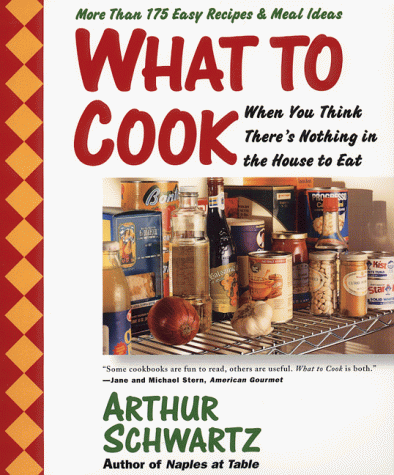 More Than 175 Easy Recipes & Meal Ideas
WHAT TO
COOK
When You Think
There's Nothing in
the House to Eat
PROGRESSO
"Some cookbooks are fun to read, others are useful. What to Cook is both."
—Jane and Michael Stern, American Gourmet
ARTHUR
SCHWARTZ
Author of Naples at Table